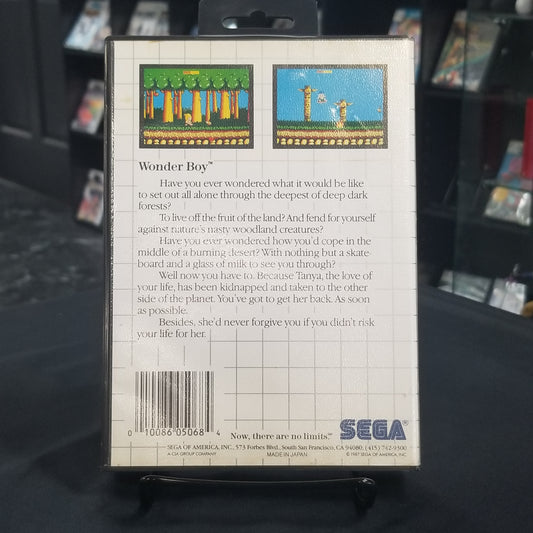 Wonder Boy™
Have you ever wondered what it would be like
to set out all alone through the deepest of deep dark
forests?
To live off the fruit of the land? And fend for yourself
against nature's nasty woodland creatures?
Have you ever wondered how you'd cope in the
middle of a burning desert? With nothing but a skate-
board and a glass of milk to see you through?
Well now you have to. Because Tanya, the love of
your life, has been kidnapped and taken to the other
side of the planet. You've got to get her back. As soon
as possible.
Besides, she'd never forgive you if you didn't risk
your life for her.
0 10086 05068 4
Now, there are no limits.™ SEGA®
SEGA OF AMERICA, INC., 573 Forbes Blvd., South San Francisco, CA 94080, (415) 742-9300
A CSK GROUP COMPANY MADE IN JAPAN © 1987 SEGA OF AMERICA, INC.